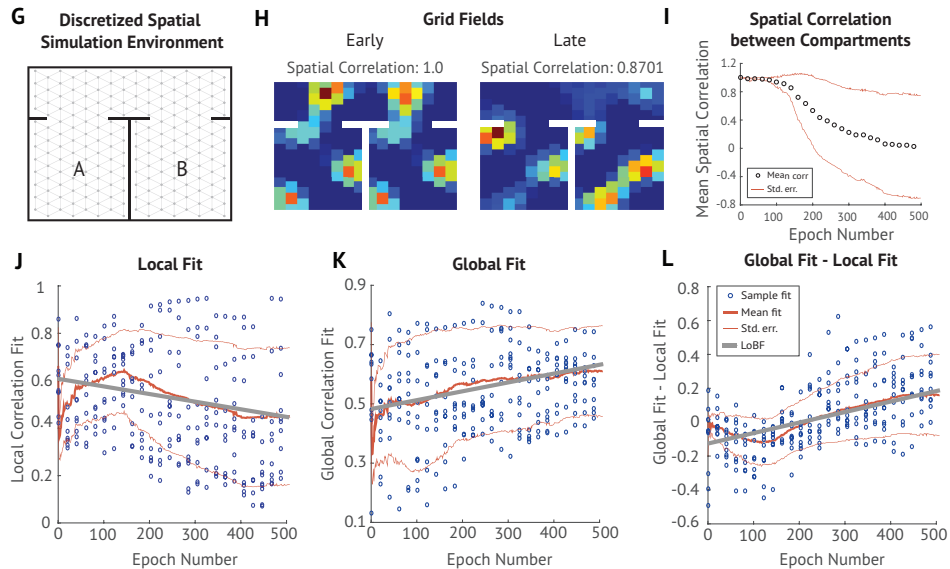 G
Discretized Spatial
Simulation Environment
A
B
H
Grid Fields
Early
Late
Spatial Correlation: 1.0
Spatial Correlation: 0.8701
I
Spatial Correlation
between Compartments
Mean Spatial Correlation
1.2
0.8
0.4
0
-0.4
-0.8
Mean corr
Std. err.
0 100 200 300 400 500
Epoch Number
J
Local Fit
Local Correlation Fit
1
0.8
0.6
0.4
0.2
0
0 100 200 300 400 500
Epoch Number
K
Global Fit
Global Correlation Fit
0.9
0.7
0.5
0.3
0.1
0 100 200 300 400 500
Epoch Number
L
Global Fit - Local Fit
Global Fit - Local Fit
0.8
0.6
0.4
0.2
0
-0.2
-0.4
-0.6
Sample fit
Mean fit
Std. err.
LoBF
0 100 200 300 400 500
Epoch Number